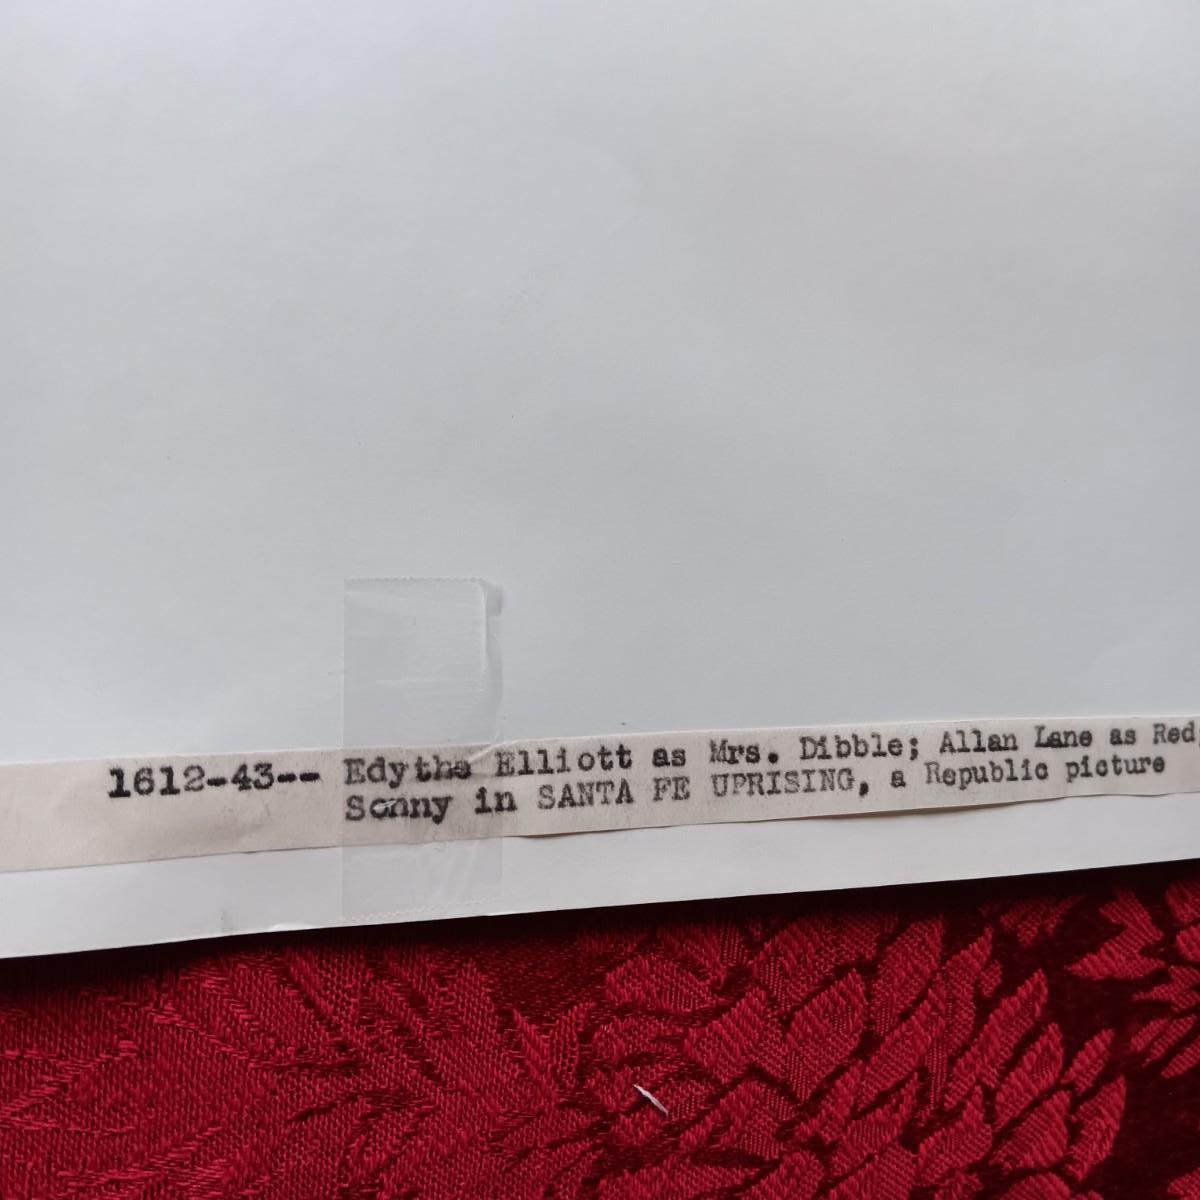 1612-43-- Edythe Elliott as Mrs. Dibble; Allan Lane as Red;
Sonny in SANTA FE UPRISING, a Republic picture